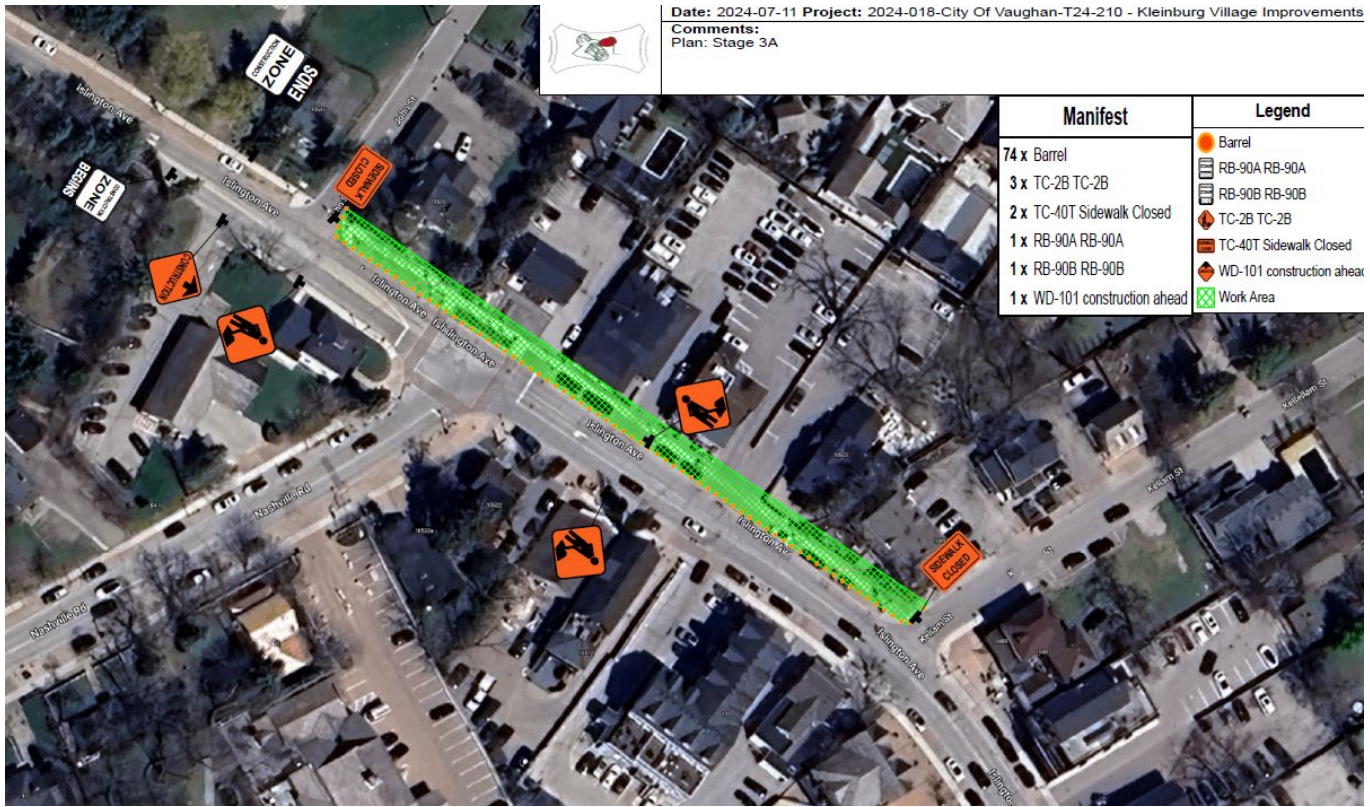 Date: 2024-07-11 Project: 2024-018-City Of Vaughan-T24-210 - Kleinburg Village Improvements
Comments:
Plan: Stage 3A
Manifest
74 x Barrel
3 x TC-2B TC-2B
2 x TC-40T Sidewalk Closed
1 x RB-90A RB-90A
1 x RB-90B RB-90B
1 x WD-101 construction ahead
Legend
Barrel
RB-90A RB-90A
RB-90B RB-90B
TC-2B TC-2B
TC-40T Sidewalk Closed
WD-101 construction ahead
Work Area
CONSTRUCTION
ZONE
ENDS
Islington Ave
John St
CONSTRUCTION
ZONE
BEGINS
Islington Ave
SIDEWALK
CLOSED
CONSTRUCTION
Islington Ave
Islington Ave
Islington Ave
Islington Ave
Nashville Rd
Nashville Rd
Kellam St
SIDEWALK
CLOSED
Kellam St
Islington Ave